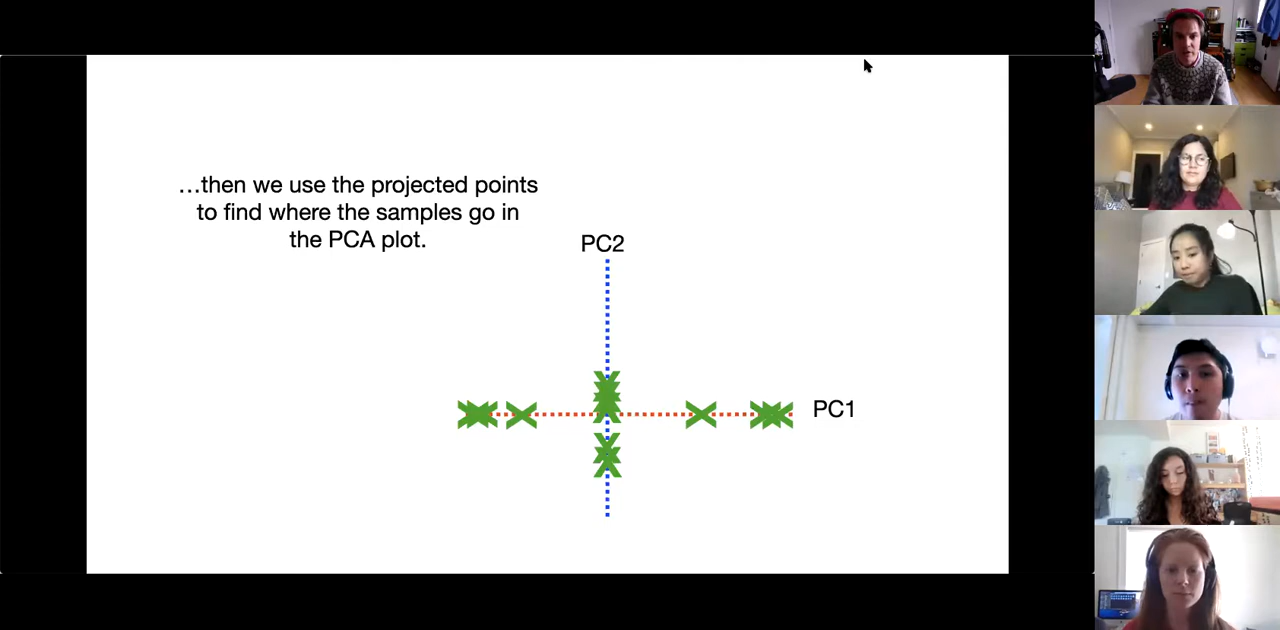 …then we use the projected points
to find where the samples go in
the PCA plot.
PC2
PC1